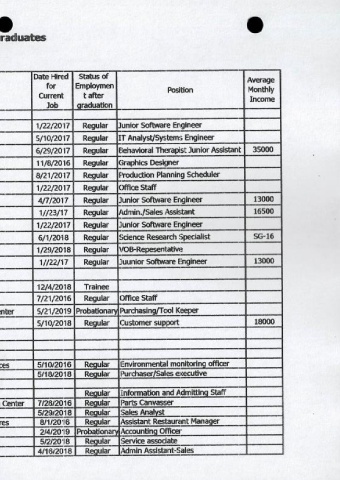 raduates
Date Hired for Current Job Status of Employmen t after graduation Position Average Monthly Income
1/22/2017 Regular Junior Software Engineer
5/10/2017 Regular IT Analyst/Systems Engineer
6/29/2017 Regular Behavioral Therapist Junior Assistant 35000
11/8/2016 Regular Graphics Designer
8/21/2017 Regular Production Planning Scheduler
1/22/2017 Regular Office Staff
4/7/2017 Regular Junior Software Engineer 13000
1//23/17 Regular Admin./Sales Assistant 16500
1/22/2017 Regular Junior Software Engineer
6/1/2018 Regular Science Research Specialist SG-16
1/29/2018 Regular VOB-Repesentative
1//22/17 Regular Juunior Software Engineer 13000
12/4/2018 Trainee
7/21/2016 Regular Office Staff
nter 5/21/2019 Probationary Purchasing/Tool Keeper
5/10/2018 Regular Customer support 18000
ces 5/10/2016 Regular Environmental monitoring officer
5/18/2018 Regular Purchaser/Sales executive
Regular Information and Admitting Staff
Center 7/28/2016 Regular Parts Canvasser
5/29/2018 Regular Sales Analyst
res 8/1/2016 Regular Assistant Restaurant Manager
2/4/2019 Probationary Accounting Officer
5/2/2018 Regular Service associate
4/16/2018 Regular Admin Assistant-Sales